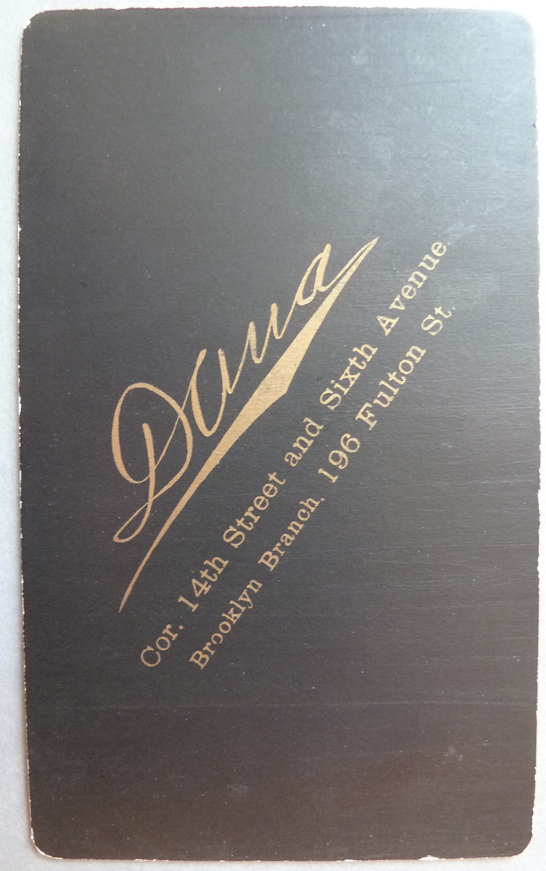 Dana
Cor. 14th Street and Sixth Avenue.
Brooklyn Branch, 196 Fulton St.